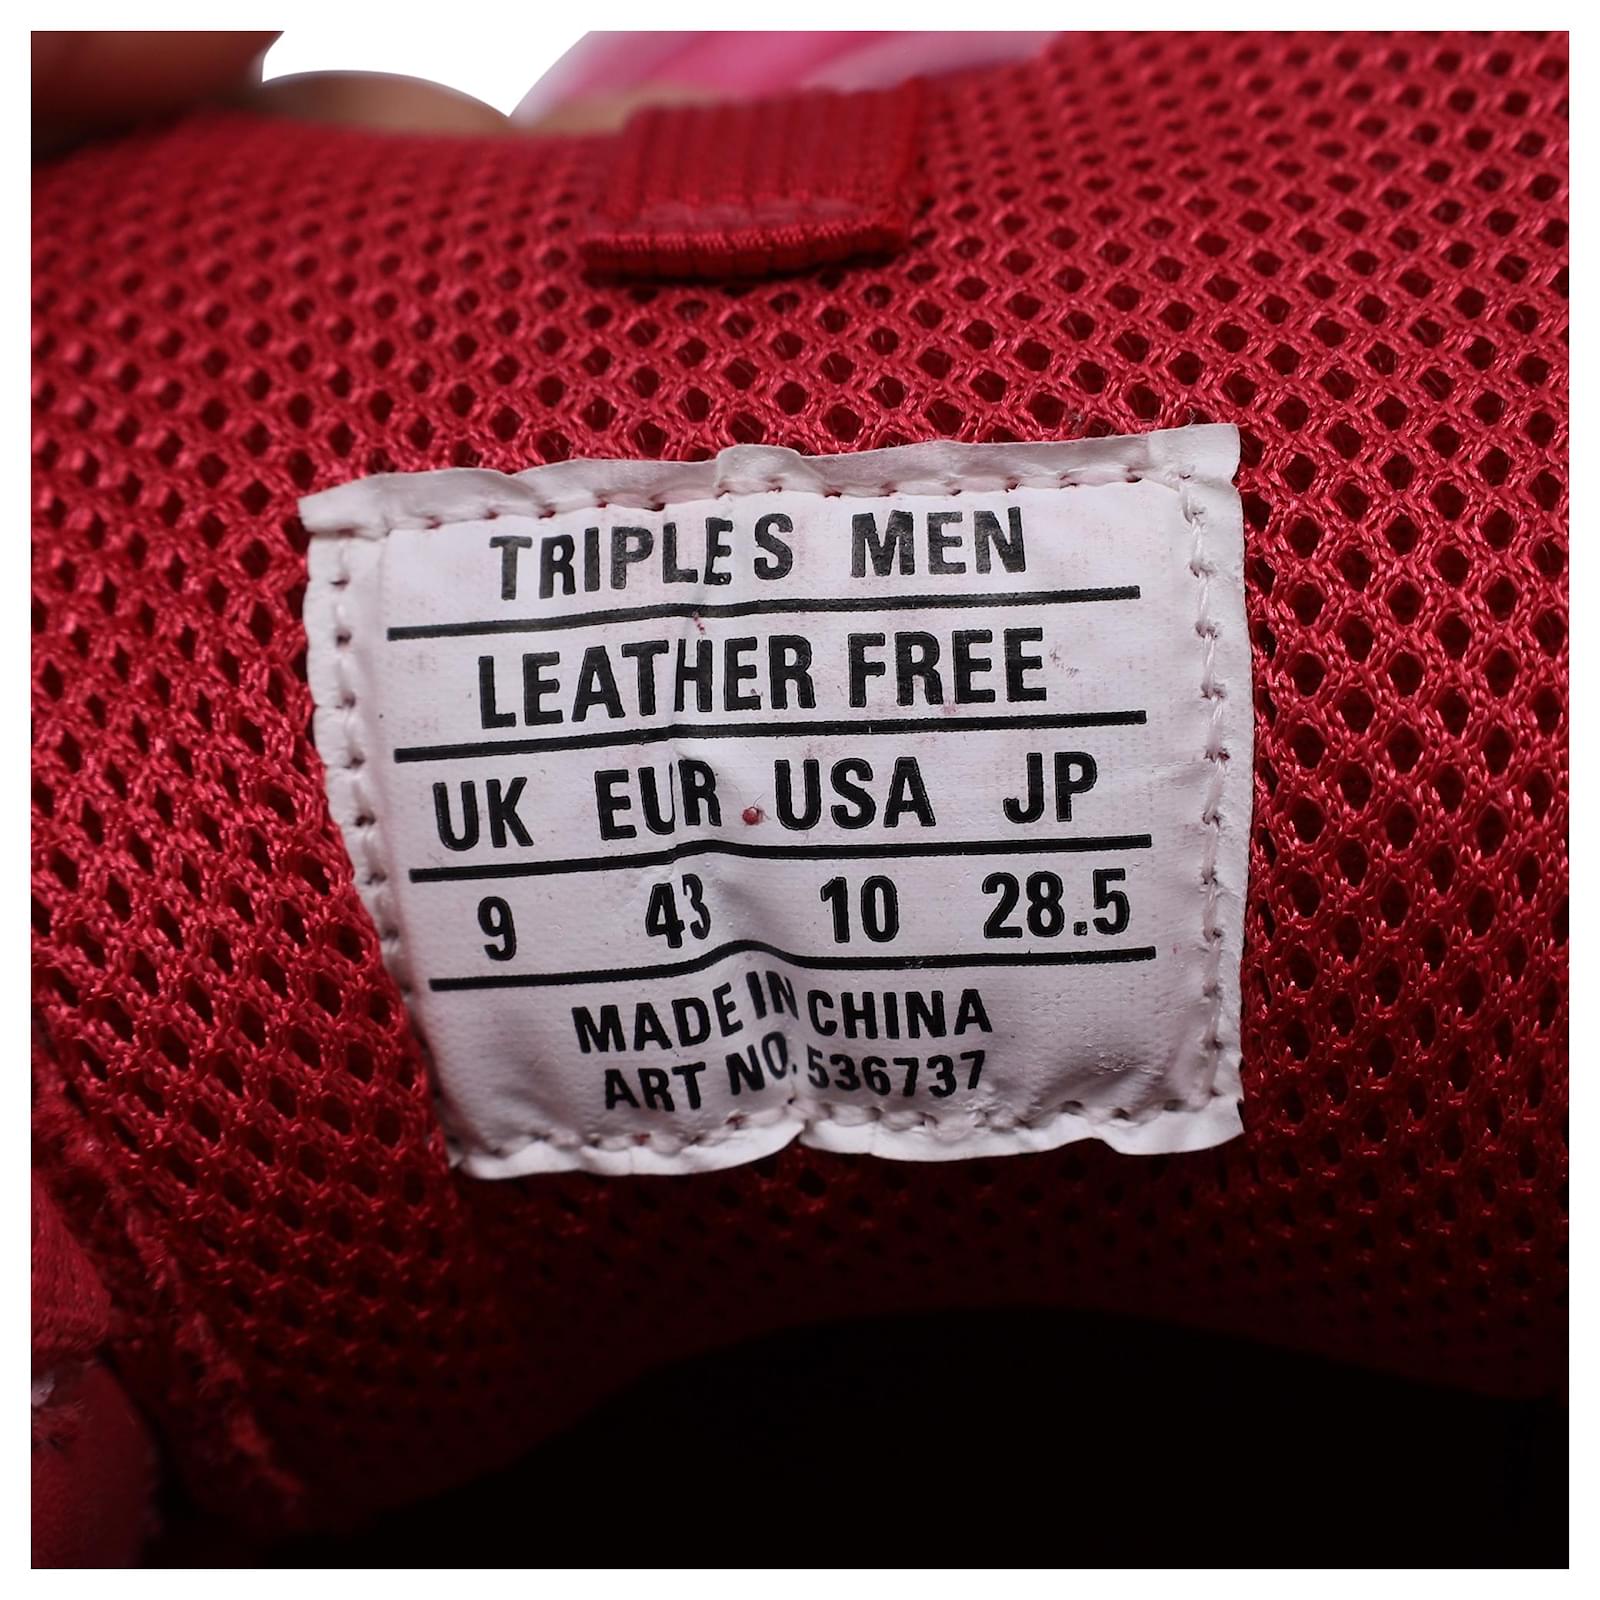 TRIPLE S MEN
LEATHER FREE
UK EUR USA JP
9 43 10 28.5
MADE IN CHINA
ART NO. 536737